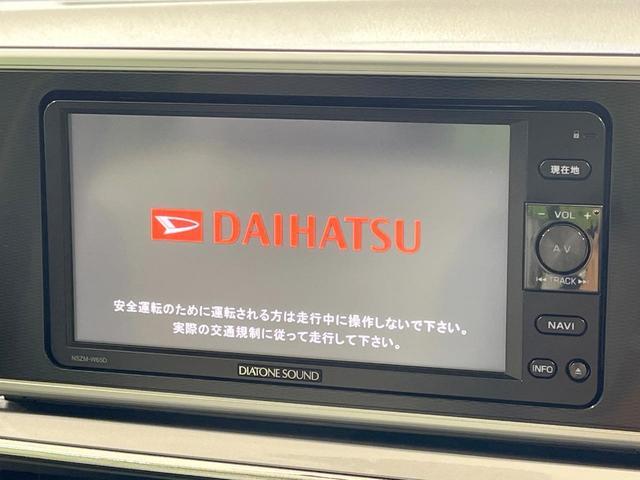 現在地
− VOL +
AV
DAIHATSU
TRACK
安全運転のために運転される方は走行中に操作しないで下さい。
実際の交通規制に従って走行して下さい。
NAVI
NSZM-W65D
INFO
DIATONE SOUND